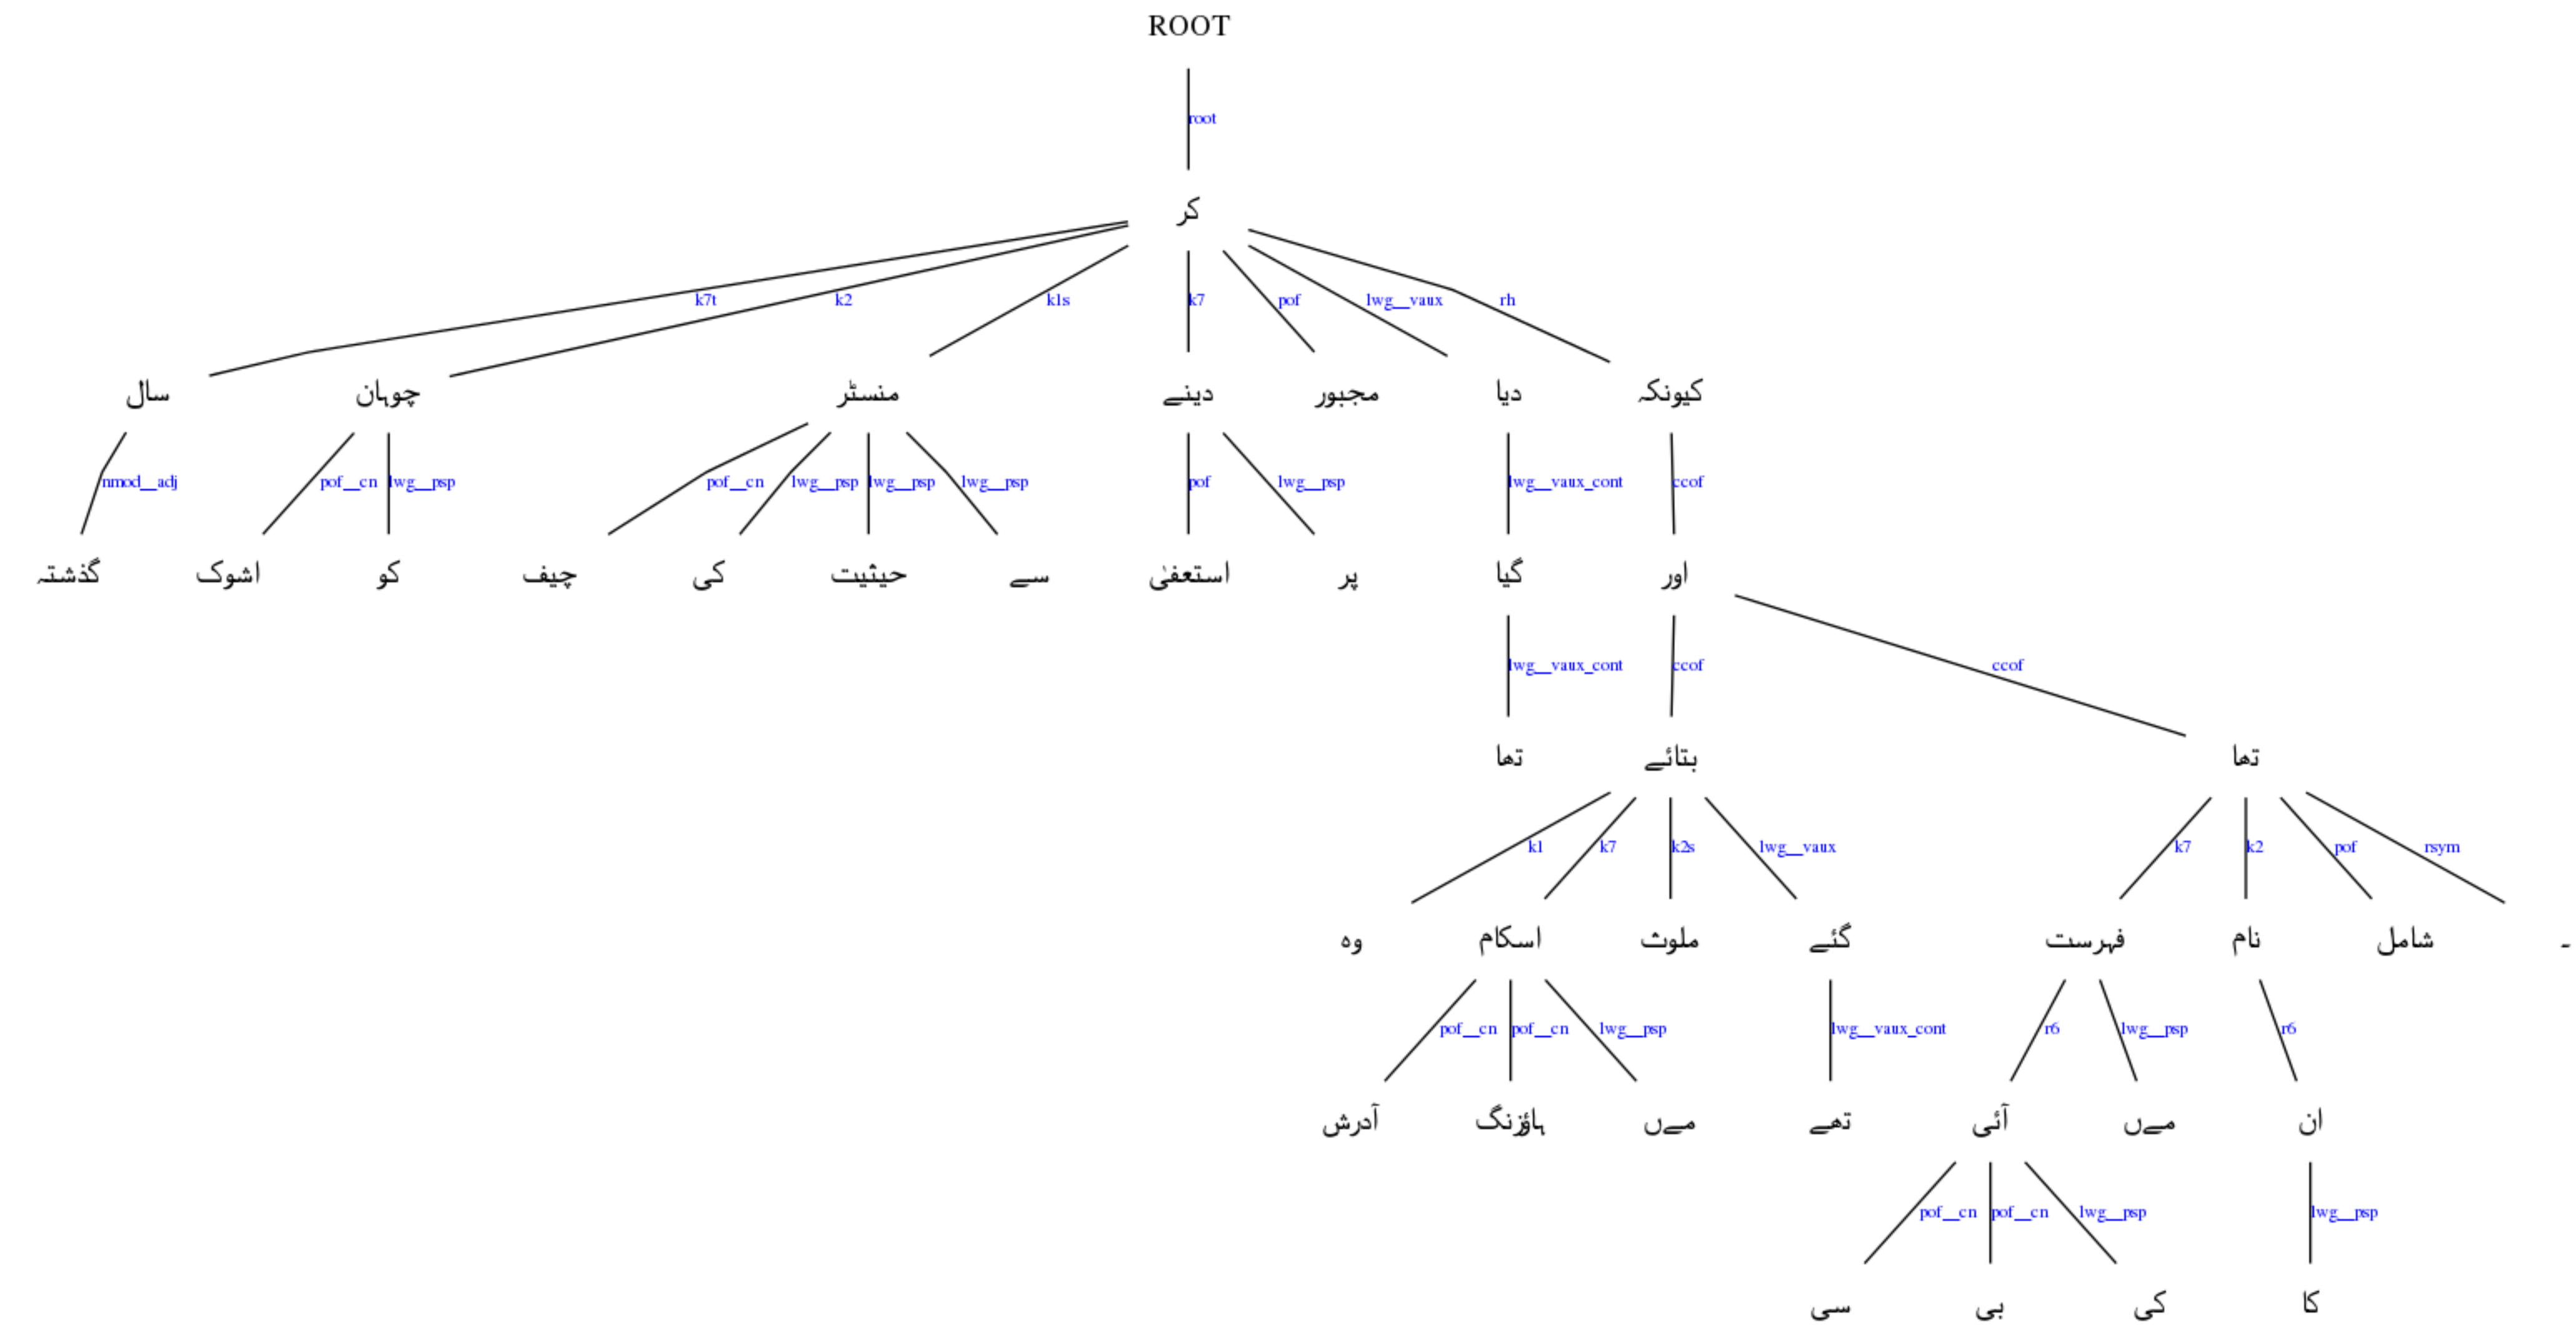 ROOT
root
کر
k7t k2 k1s k7 pof lwg__vaux rh
سال چوہان منسٹر دینے مجبور دیا کیونکہ
nmod__adj pof__cn lwg__psp pof__cn lwg__psp lwg__psp lwg__psp pof lwg__psp lwg__vaux_cont ccof
گذشتہ اشوک کو چیف کی حیثیت سے استعفیٰ پر گیا اور
lwg__vaux_cont ccof ccof
تھا بتائے تھا
k1 k7 k2s lwg__vaux k7 k2 pof rsym
وہ اسکام ملوث گئے فہرست نام شامل ۔
pof__cn pof__cn lwg__psp lwg__vaux_cont r6 lwg__psp r6
آدرش ہاؤزنگ مےں تھے آئی مےں ان
pof__cn pof__cn lwg__psp lwg__psp
سی بی کی کا